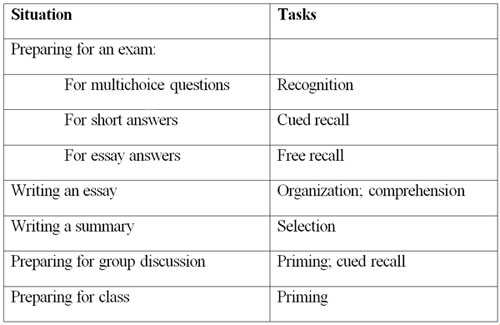 Situation Tasks
Preparing for an exam:
For multichoice questions Recognition
For short answers Cued recall
For essay answers Free recall
Writing an essay Organization; comprehension
Writing a summary Selection
Preparing for group discussion Priming; cued recall
Preparing for class Priming